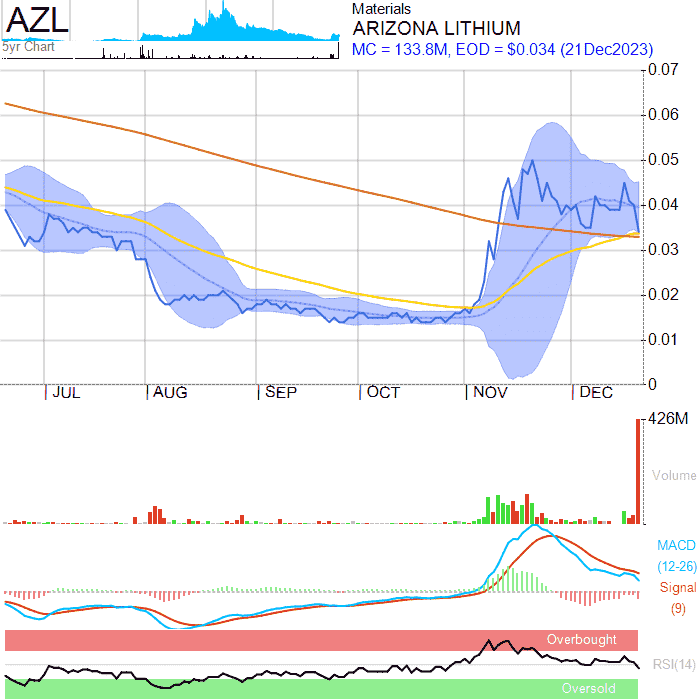 AZL
5yr Chart
Materials
ARIZONA LITHIUM
MC = 133.8M, EOD = $0.034 (21Dec2023)
0.07
0.06
0.05
0.04
0.03
0.02
0.01
0
JUL AUG SEP OCT NOV DEC
426M
Volume
MACD
(12-26)
Signal
(9)
Overbought
RSI(14)
Oversold